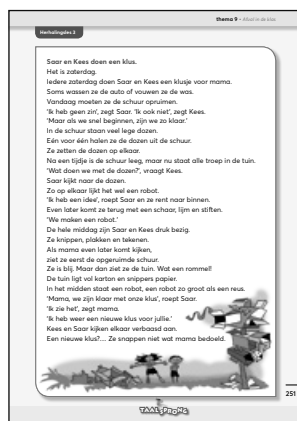 thema 9 - Afval in de klas
Herhalingsles 2
Saar en Kees doen een klus.
Het is zaterdag.
Iedere zaterdag doen Saar en Kees een klusje voor mama.
Soms wassen ze de auto of vouwen ze de was.
Vandaag moeten ze de schuur opruimen.
'Ik heb geen zin', zegt Saar. 'Ik ook niet', zegt Kees.
'Maar als we snel beginnen, zijn we zo klaar.'
In de schuur staan veel lege dozen.
Eén voor één halen ze de dozen uit de schuur.
Ze zetten de dozen op elkaar.
Na een tijdje is de schuur leeg, maar nu staat alle troep in de tuin.
'Wat doen we met de dozen?', vraagt Kees.
Saar kijkt naar de dozen.
Zo op elkaar lijkt het wel een robot.
'Ik heb een idee', roept Saar en ze rent naar binnen.
Even later komt ze terug met een schaar, lijm en stiften.
'We maken een robot.'
De hele middag zijn Saar en Kees druk bezig.
Ze knippen, plakken en tekenen.
Als mama even later komt kijken,
ziet ze eerst de opgeruimde schuur.
Ze is blij. Maar dan ziet ze de tuin. Wat een rommel!
De tuin ligt vol karton en snippers papier.
In het midden staat een robot, een robot zo groot als een reus.
'Mama, we zijn klaar met onze klus', roept Saar.
'Ik zie het', zegt mama.
'Ik heb weer een nieuwe klus voor jullie.'
Kees en Saar kijken elkaar verbaasd aan.
Een nieuwe klus?... Ze snappen niet wat mama bedoeld.
251
TAALSPRONG